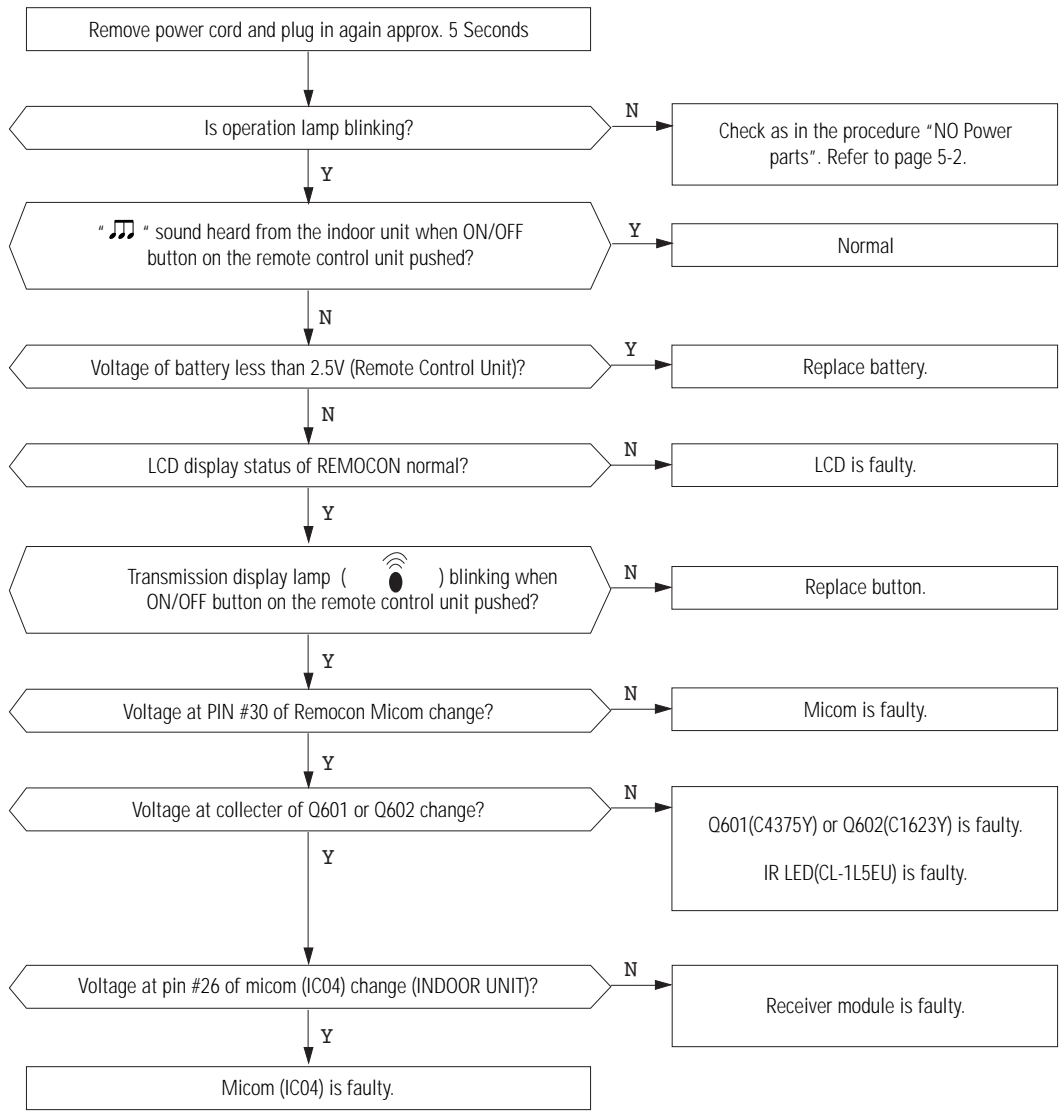 Remove power cord and plug in again approx. 5 Seconds
Is operation lamp blinking?
N
Check as in the procedure “NO Power
parts”. Refer to page 5-2.
Y
“ ” sound heard from the indoor unit when ON/OFF
button on the remote control unit pushed?
Y
Normal
N
Voltage of battery less than 2.5V (Remote Control Unit)?
Y
Replace battery.
N
LCD display status of REMOCON normal?
N
LCD is faulty.
Y
Transmission display lamp ( ) blinking when
ON/OFF button on the remote control unit pushed?
N
Replace button.
Y
Voltage at PIN #30 of Remocon Micom change?
N
Micom is faulty.
Y
Voltage at collecter of Q601 or Q602 change?
N
Q601(C4375Y) or Q602(C1623Y) is faulty.
IR LED(CL-1L5EU) is faulty.
Y
Voltage at pin #26 of micom (IC04) change (INDOOR UNIT)?
N
Receiver module is faulty.
Y
Micom (IC04) is faulty.